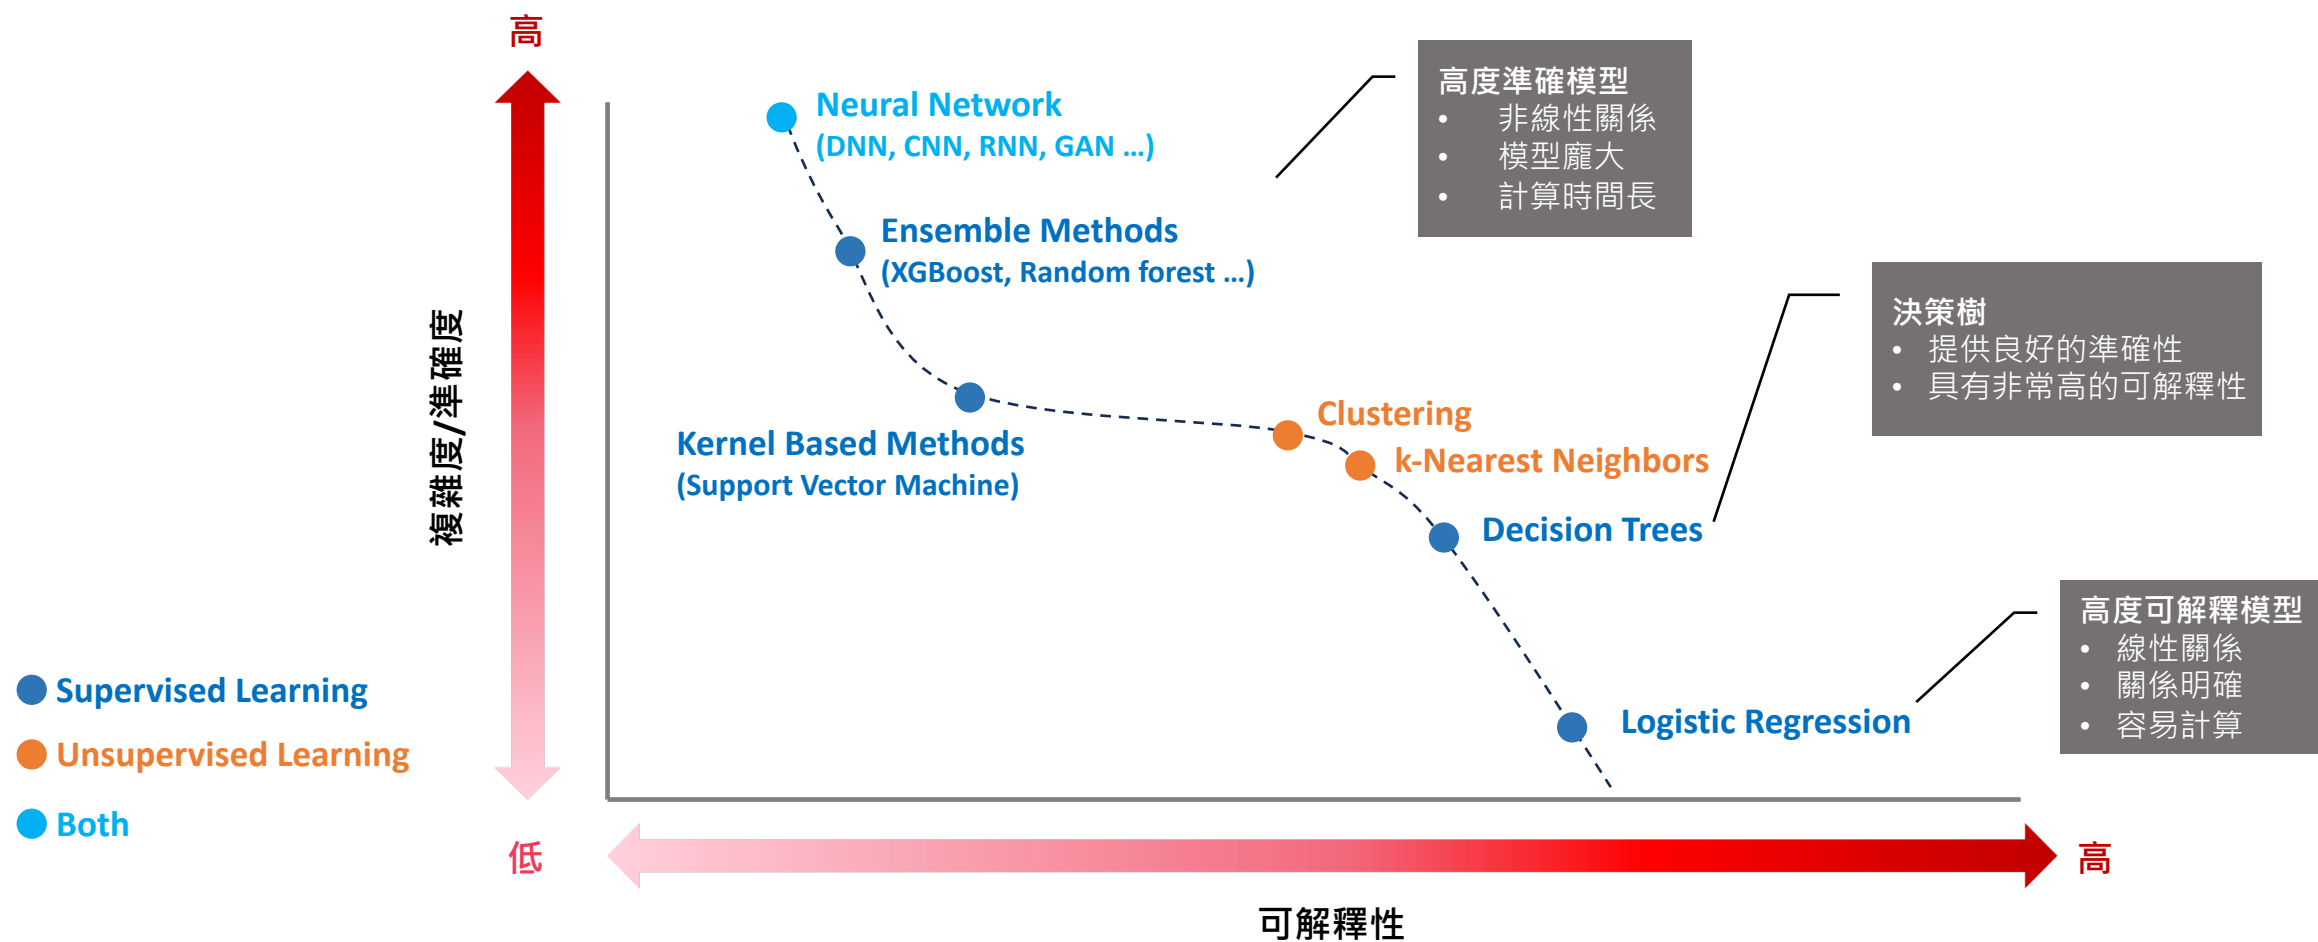 高
複雜度/準確度
低
Neural Network
(DNN, CNN, RNN, GAN ...)
Ensemble Methods
(XGBoost, Random forest ...)
Kernel Based Methods
(Support Vector Machine)
Clustering
k-Nearest Neighbors
Decision Trees
Logistic Regression
高度準確模型
• 非線性關係
• 模型龐大
• 計算時間長
決策樹
• 提供良好的準確性
• 具有非常高的可解釋性
高度可解釋模型
• 線性關係
• 關係明確
• 容易計算
Supervised Learning
Unsupervised Learning
Both
高
可解釋性